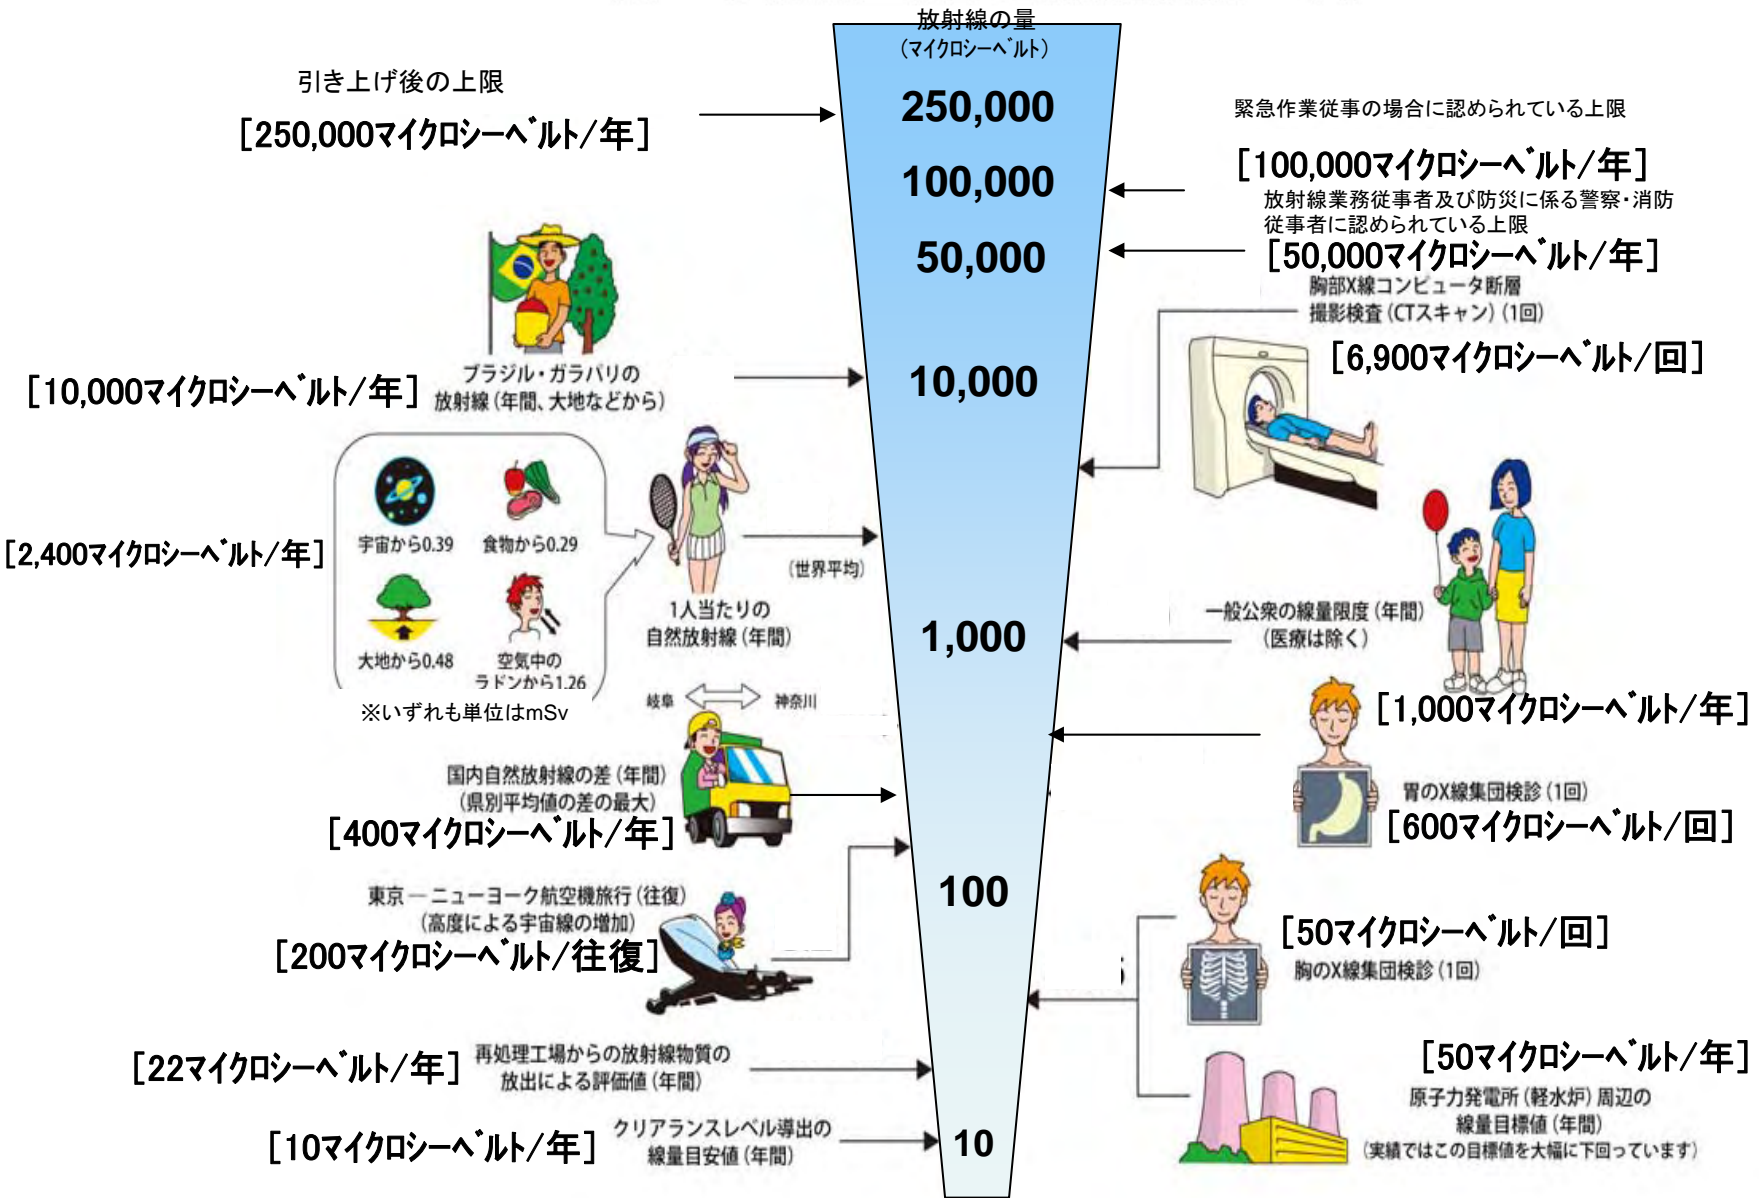 放射線の量
(マイクロシーベルト)
250,000
100,000
50,000
10,000
1,000
100
10
引き上げ後の上限
[250,000マイクロシーベルト/年]
[10,000マイクロシーベルト/年]
ブラジル・ガラパリの
放射線(年間、大地などから)
[2,400マイクロシーベルト/年]
宇宙から0.39
食物から0.29
大地から0.48
空気中の
ラドンから1.26
※いずれも単位はmSv
(世界平均)
1人当たりの
自然放射線(年間)
岐阜
神奈川
国内自然放射線の差(年間)
(県別平均値の差の最大)
[400マイクロシーベルト/年]
東京―ニューヨーク航空機旅行(往復)
(高度による宇宙線の増加)
[200マイクロシーベルト/往復]
[22マイクロシーベルト/年]
再処理工場からの放射線物質の
放出による評価値(年間)
[10マイクロシーベルト/年]
クリアランスレベル導出の
線量目安値(年間)
緊急作業従事の場合に認められている上限
[100,000マイクロシーベルト/年]
放射線業務従事者及び防災に係る警察・消防
従事者に認められている上限
[50,000マイクロシーベルト/年]
胸部X線コンピュータ断層
撮影検査(CTスキャン)(1回)
[6,900マイクロシーベルト/回]
一般公衆の線量限度(年間)
(医療は除く)
[1,000マイクロシーベルト/年]
胃のX線集団検診(1回)
[600マイクロシーベルト/回]
[50マイクロシーベルト/回]
胸のX線集団検診(1回)
[50マイクロシーベルト/年]
原子力発電所(軽水炉)周辺の
線量目標値(年間)
(実績ではこの目標値を大幅に下回っています)